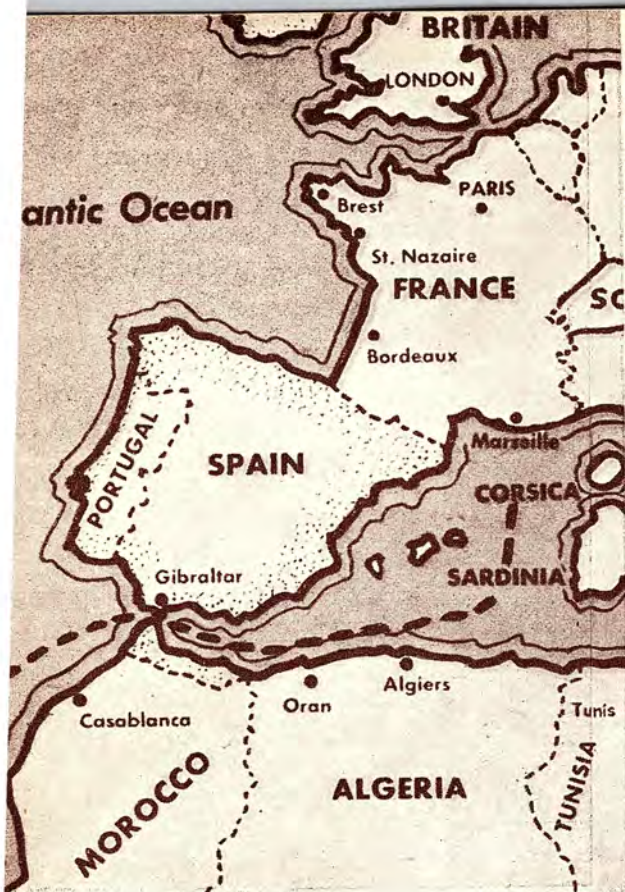 BRITAIN
LONDON
antic Ocean
PARIS
Brest
St. Nazaire
FRANCE
SC
Bordeaux
Marseille
PORTUGAL
SPAIN
CORSICA
SARDINIA
Gibraltar
Algiers
Oran
Casablanca
Tunis
MOROCCO
ALGERIA
TUNISIA